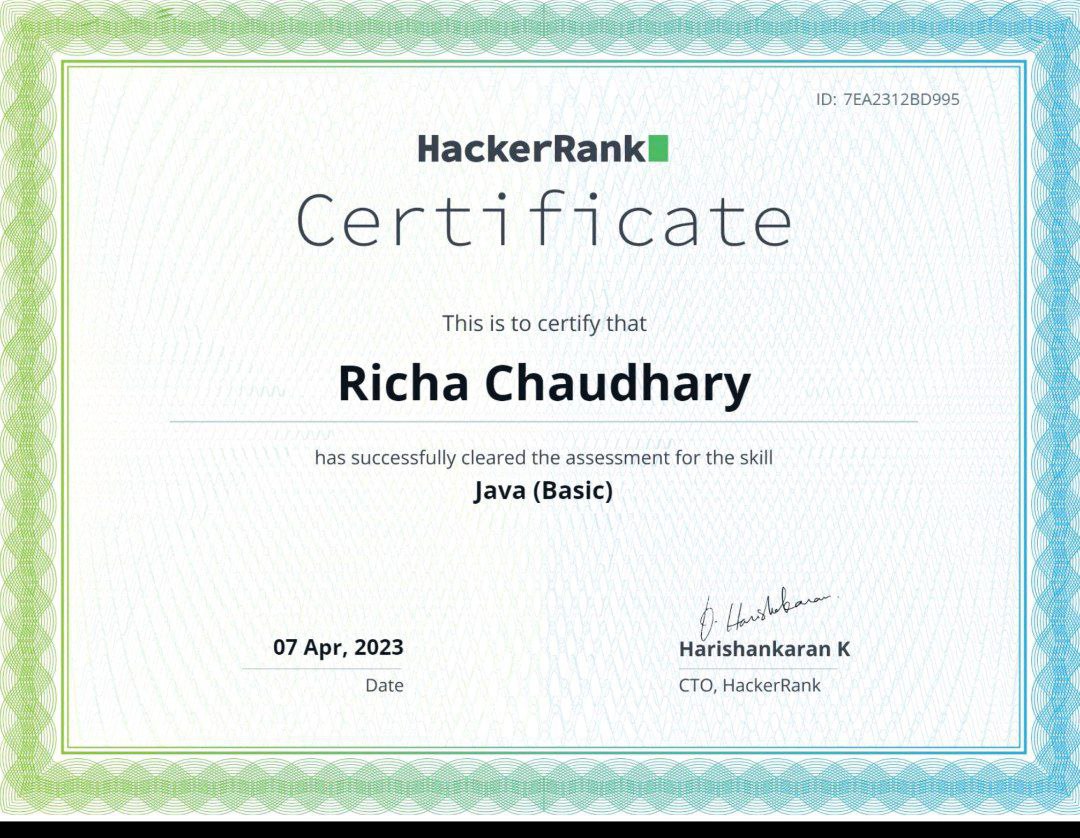 ID: 7EA2312BD995
HackerRank
Certificate
This is to certify that
Richa Chaudhary
has successfully cleared the assessment for the skill
Java (Basic)
07 Apr, 2023
Date
Harishankaran K
CTO, HackerRank